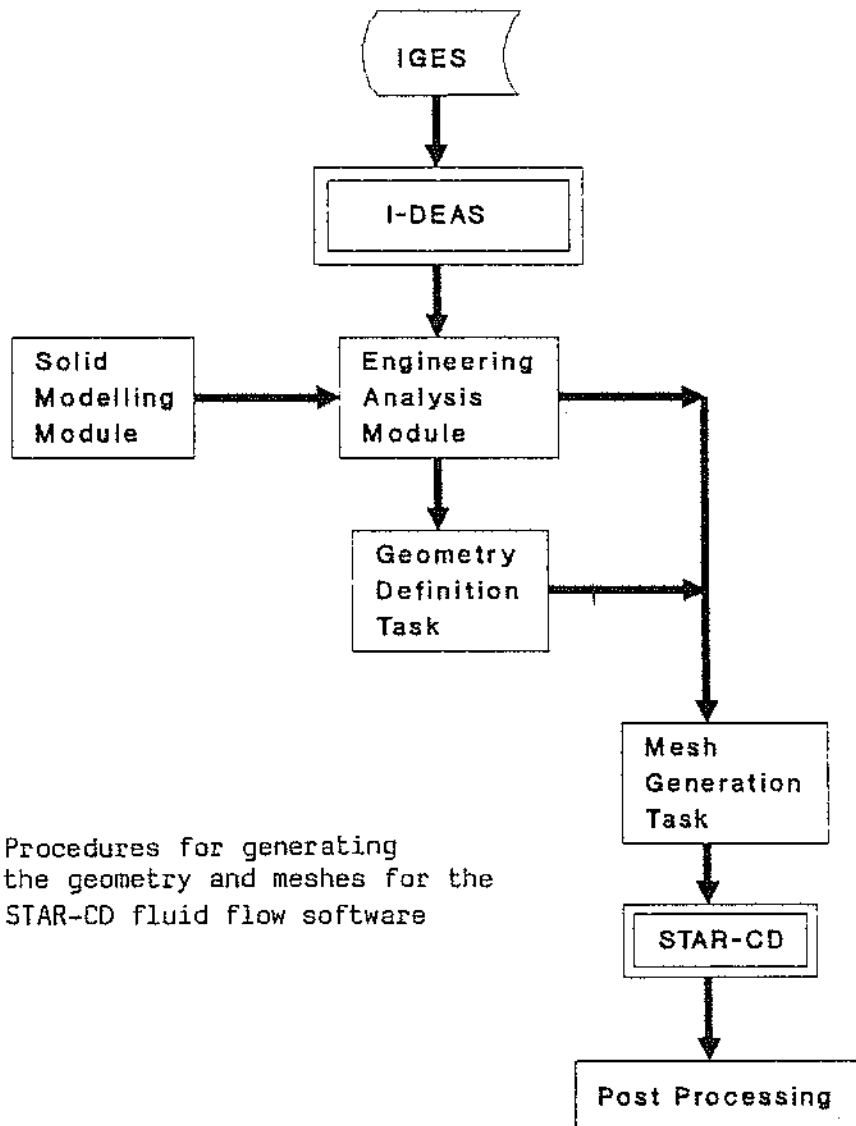 IGES
I-DEAS
Solid
Modelling
Module
Engineering
Analysis
Module
Geometry
Definition
Task
Mesh
Generation
Task
Procedures for generating
the geometry and meshes for the
STAR-CD fluid flow software
STAR-CD
Post Processing